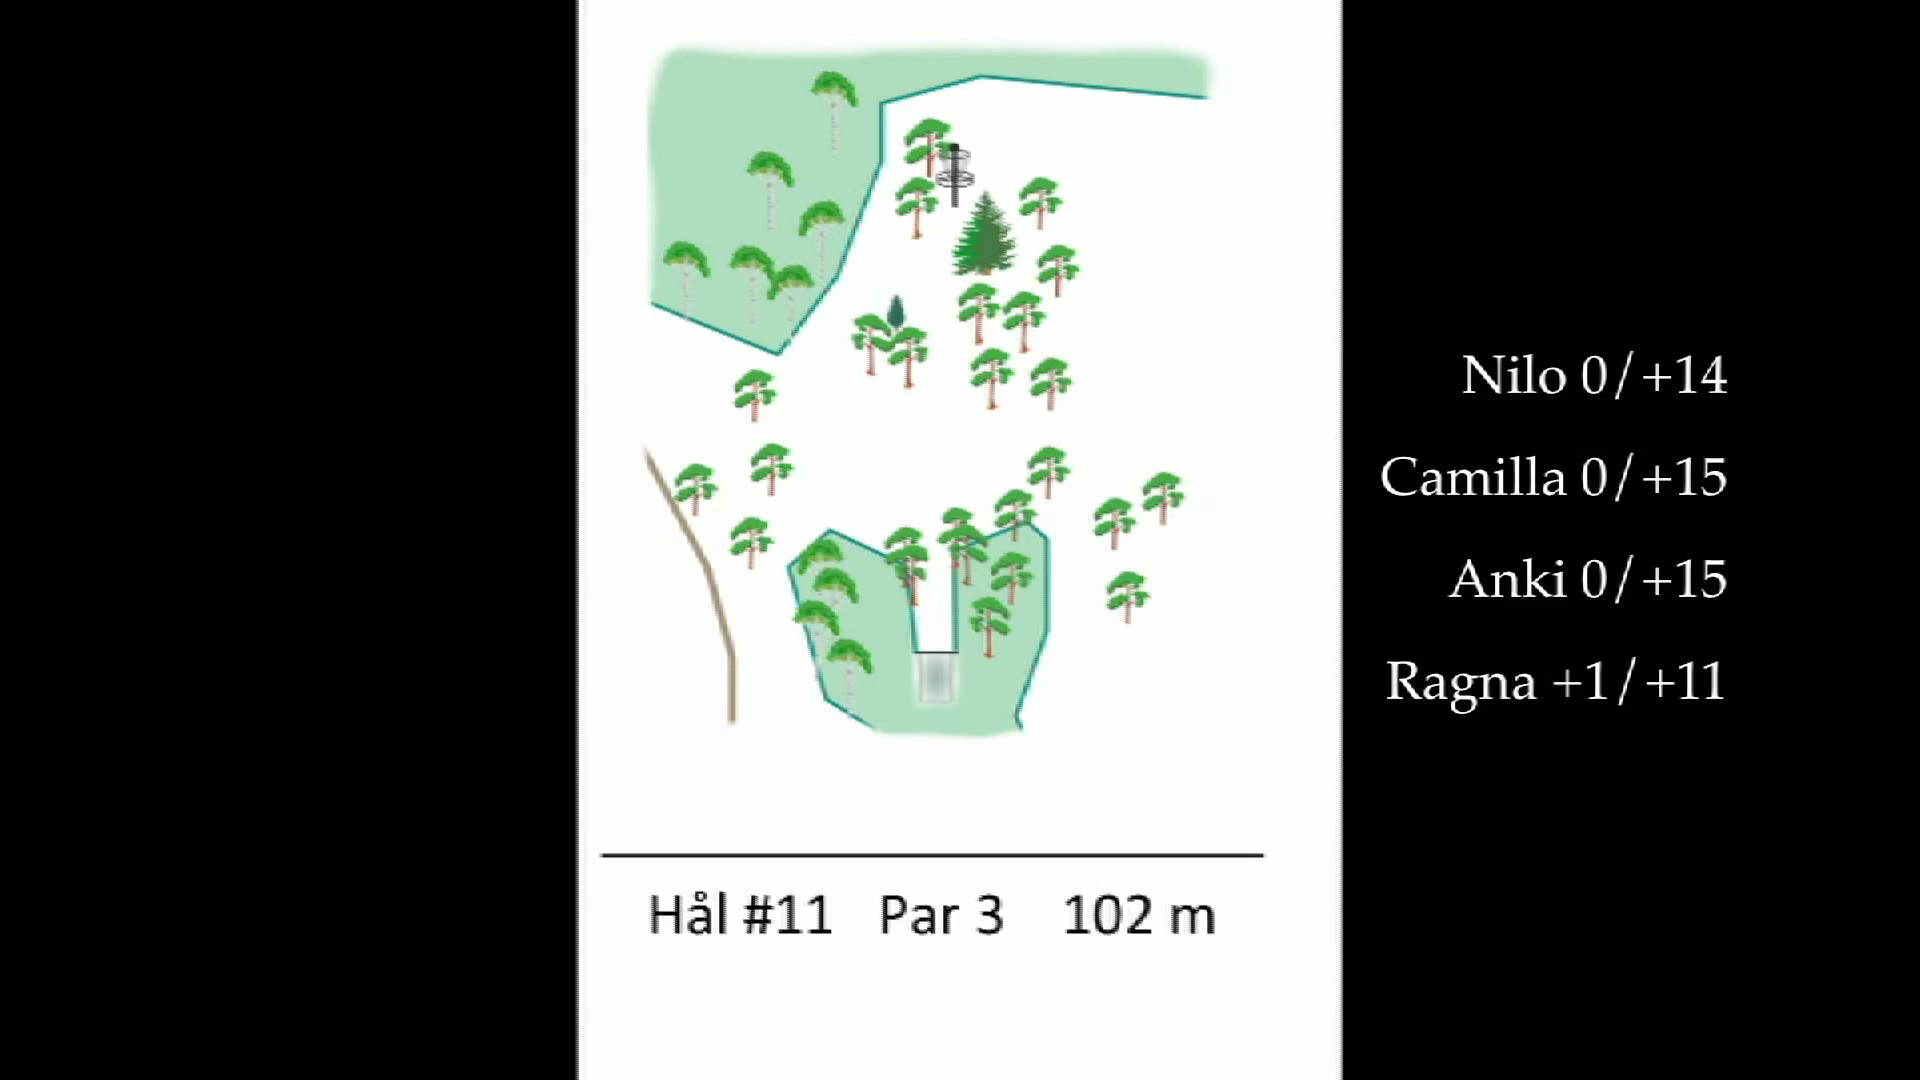 Nilo 0/+14
Camilla 0/+15
Anki 0/+15
Ragna +1/+11
Hål #11 Par 3 102 m